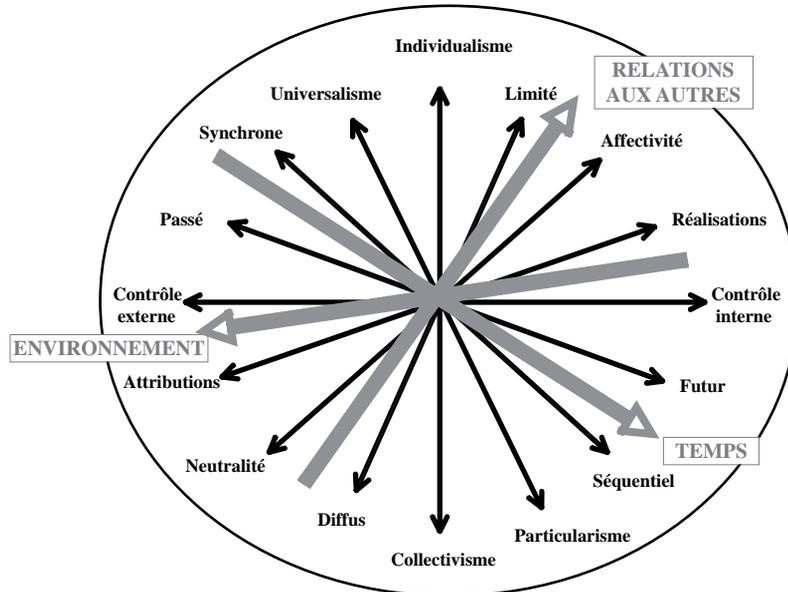 Individualisme
RELATIONS
AUX AUTRES
Universalisme
Limité
Synchrone
Affectivité
Passé
Réalisations
Contrôle
externe
Contrôle
interne
ENVIRONNEMENT
Attributions
Futur
TEMPS
Neutralité
Séquentiel
Diffus
Particularisme
Collectivisme